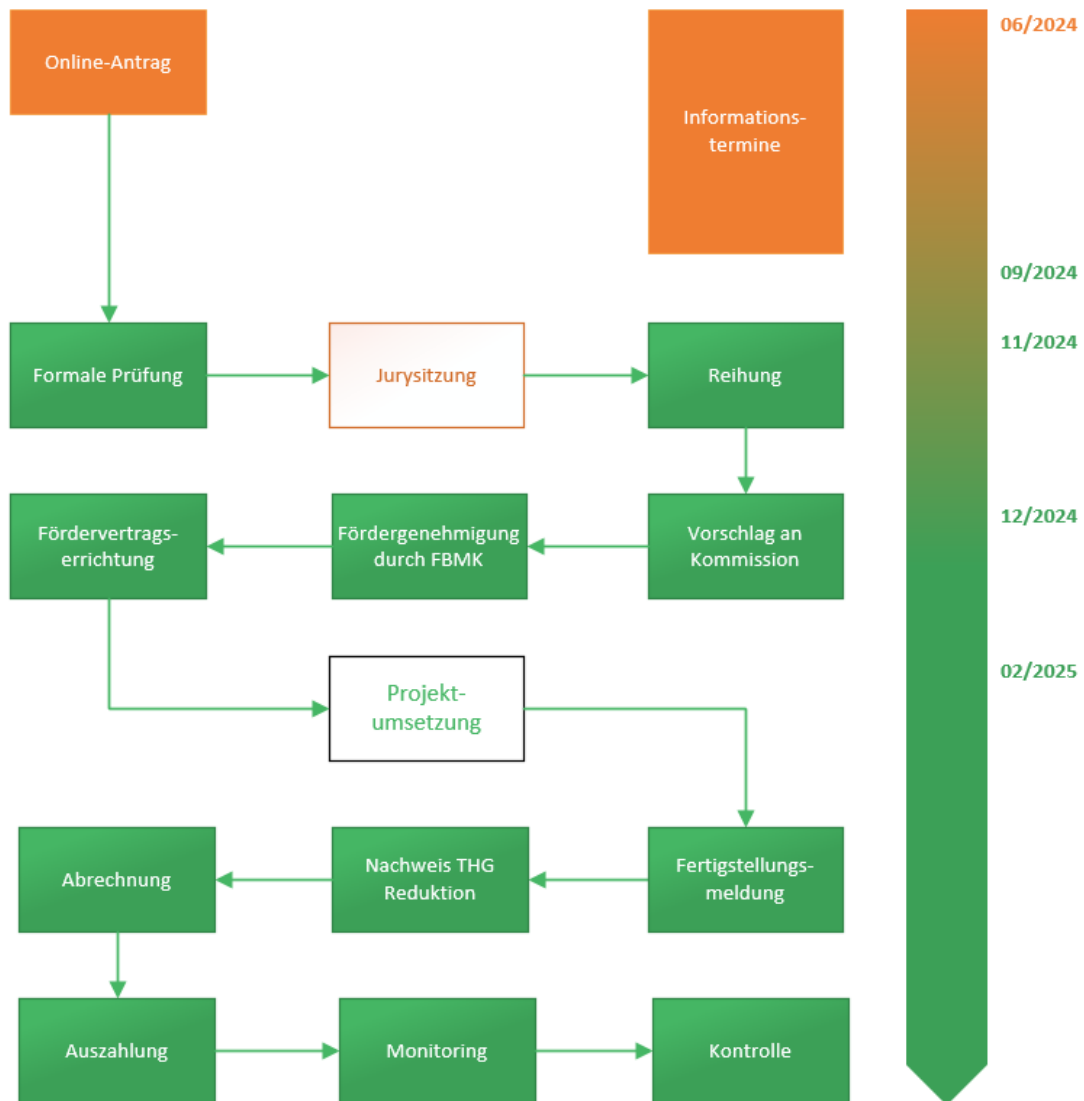 Online-Antrag
Informations-
termine
06/2024
09/2024
Formale Prüfung
Jurysitzung
Reihung
11/2024
Fördervertrags-
errichtung
Fördergenehmigung
durch FBMK
Vorschlag an
Kommission
12/2024
Projekt-
umsetzung
02/2025
Abrechnung
Nachweis THG
Reduktion
Fertigstellungs-
meldung
Auszahlung
Monitoring
Kontrolle